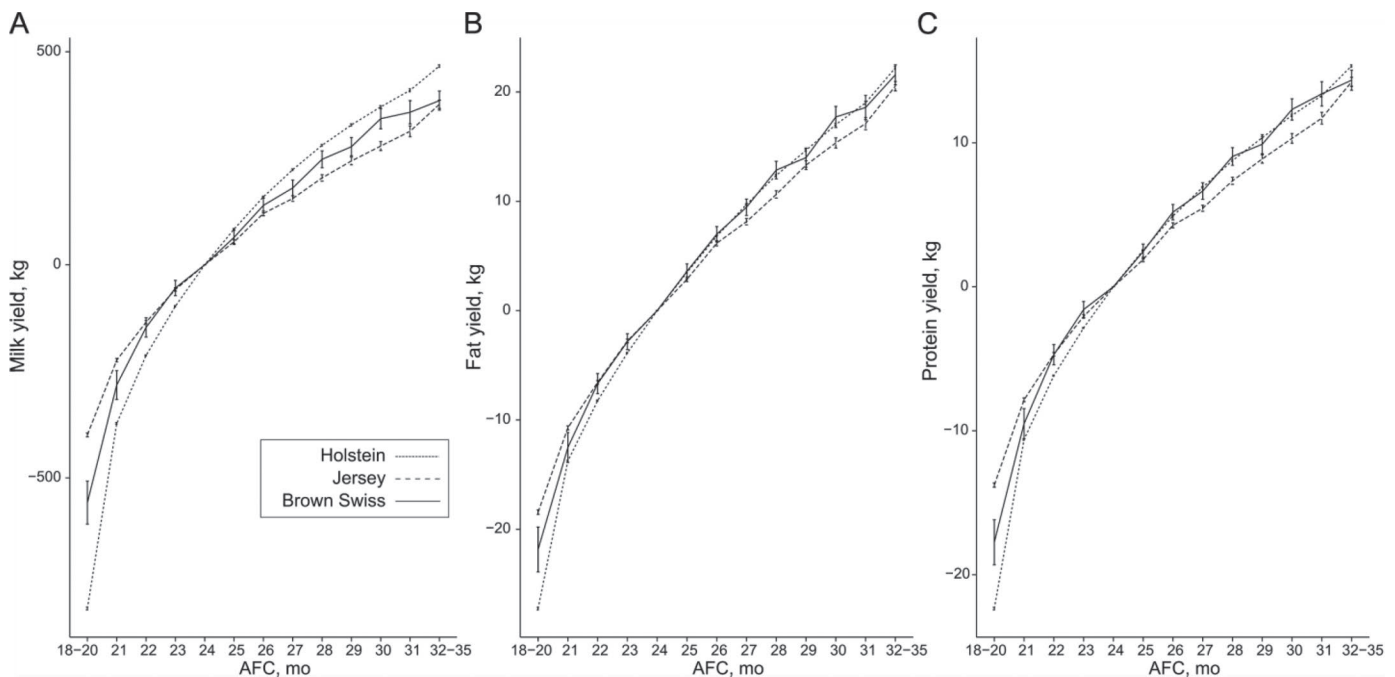 A
Milk yield, kg
500
0
−500
18−20 21 22 23 24 25 26 27 28 29 30 31 32−35
AFC, mo
Holstein
Jersey
Brown Swiss
B
Fat yield, kg
20
10
0
−10
−20
18−20 21 22 23 24 25 26 27 28 29 30 31 32−35
AFC, mo
C
Protein yield, kg
10
0
−10
−20
18−20 21 22 23 24 25 26 27 28 29 30 31 32−35
AFC, mo